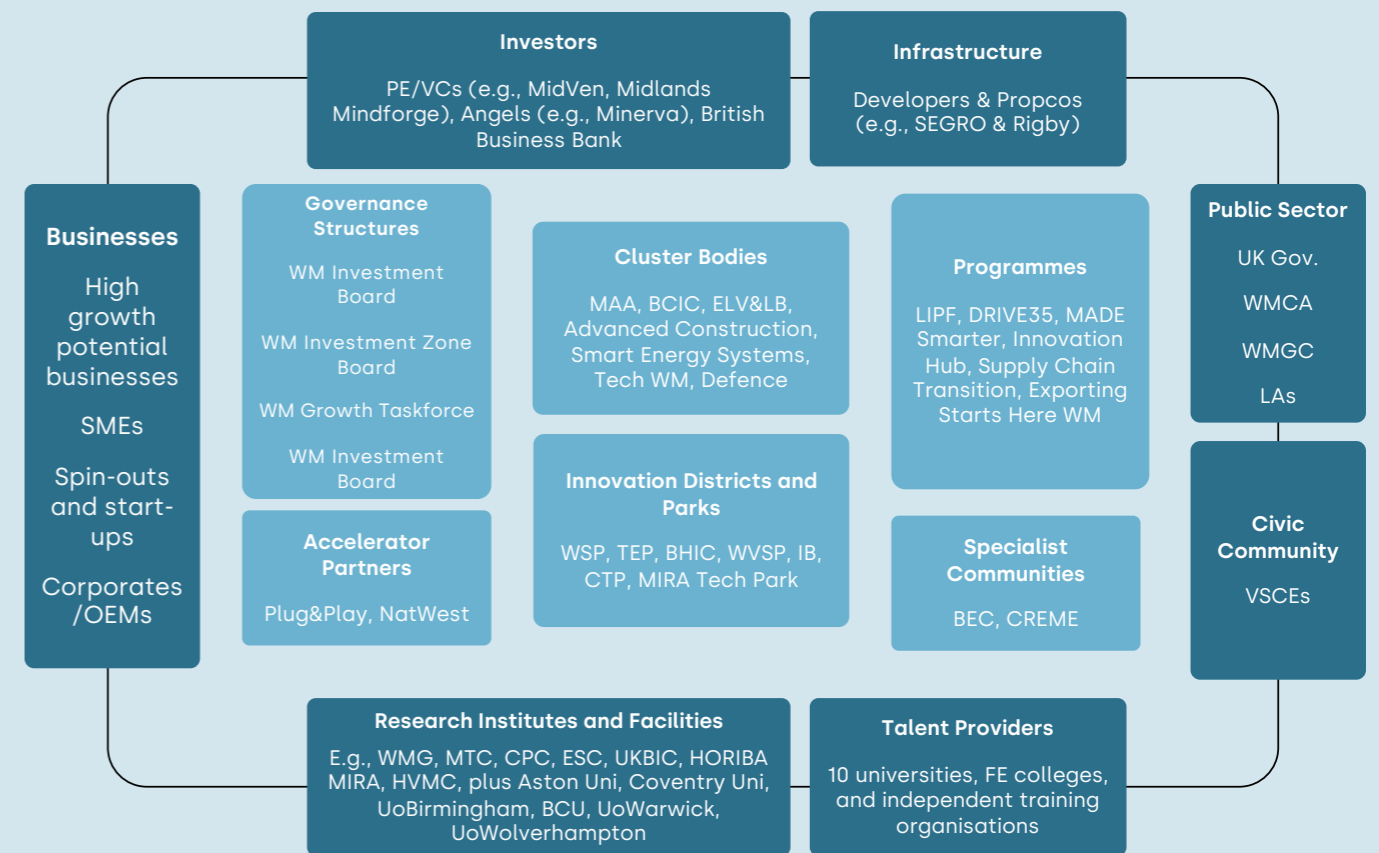 Investors
PE/VCs (e.g., MidVen, Midlands
Mindforge), Angels (e.g., Minerva), British
Business Bank
Infrastructure
Developers & Propcos
(e.g., SEGRO & Rigby)
Businesses
High
growth
potential
businesses
SMEs
Spin-outs
and start-
ups
Corporates
/OEMs
Governance
Structures
WM Investment
Board
WM Investment Zone
Board
WM Growth Taskforce
WM Investment
Board
Accelerator
Partners
Plug&Play, NatWest
Cluster Bodies
MAA, BCIC, ELV&LB,
Advanced Construction,
Smart Energy Systems,
Tech WM, Defence
Innovation Districts and
Parks
WSP, TEP, BHIC, WVSP, IB,
CTP, MIRA Tech Park
Programmes
LIPF, DRIVE35, MADE
Smarter, Innovation
Hub, Supply Chain
Transition, Exporting
Starts Here WM
Specialist
Communities
BEC, CREME
Public Sector
UK Gov.
WMCA
WMGC
LAs
Civic
Community
VSCEs
Research Institutes and Facilities
E.g., WMG, MTC, CPC, ESC, UKBIC, HORIBA
MIRA, HVMC, plus Aston Uni, Coventry Uni,
UoBirmingham, BCU, UoWarwick,
UoWolverhampton
Talent Providers
10 universities, FE colleges,
and independent training
organisations